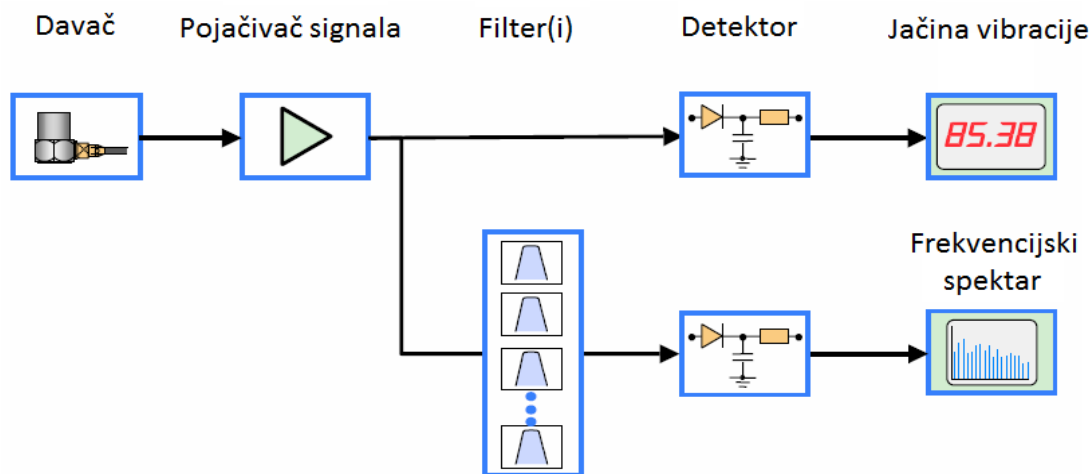 Davač
Pojačivač signala
Filter(i)
Detektor
Jačina vibracije
85.38
Frekvencijski
spektar